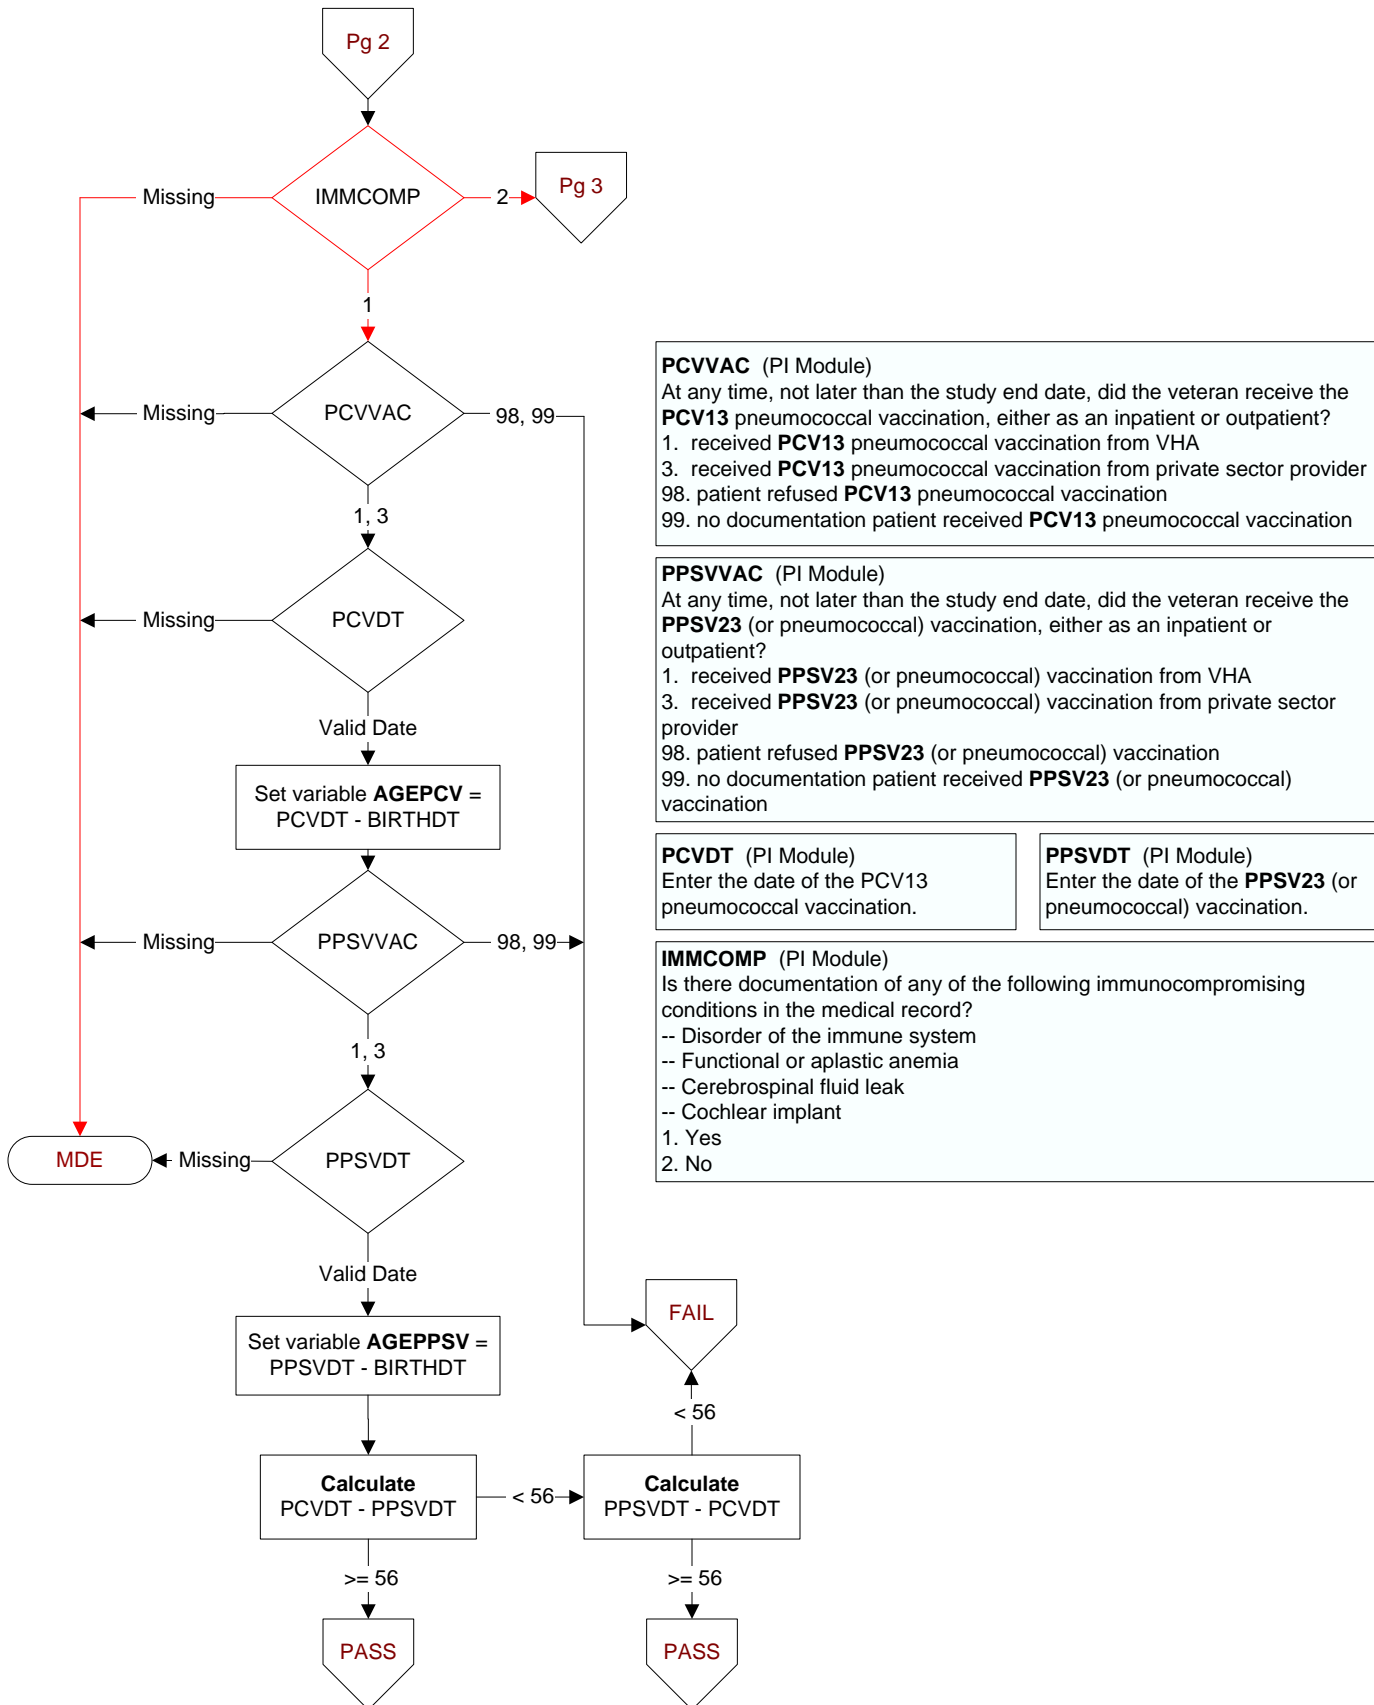 Pg 2
IMMCOMP
Missing
2
Pg 3
1
PCVVAC
Missing
98, 99
1, 3
PCVDT
Missing
Valid Date
Set variable AGEPCV =
PCVDT - BIRTHDT
PPSVVAC
Missing
98, 99
1, 3
PPSVDT
Missing
MDE
Valid Date
Set variable AGEPPSV =
PPSVDT - BIRTHDT
FAIL
< 56
Calculate
PCVDT - PPSVDT
< 56
Calculate
PPSVDT - PCVDT
>= 56
>= 56
PASS
PASS
PCVVAC (PI Module)
At any time, not later than the study end date, did the veteran receive the
PCV13 pneumococcal vaccination, either as an inpatient or outpatient?
1. received PCV13 pneumococcal vaccination from VHA
3. received PCV13 pneumococcal vaccination from private sector provider
98. patient refused PCV13 pneumococcal vaccination
99. no documentation patient received PCV13 pneumococcal vaccination
PPSVVAC (PI Module)
At any time, not later than the study end date, did the veteran receive the
PPSV23 (or pneumococcal) vaccination, either as an inpatient or
outpatient?
1. received PPSV23 (or pneumococcal) vaccination from VHA
3. received PPSV23 (or pneumococcal) vaccination from private sector
provider
98. patient refused PPSV23 (or pneumococcal) vaccination
99. no documentation patient received PPSV23 (or pneumococcal)
vaccination
PCVDT (PI Module)
Enter the date of the PCV13
pneumococcal vaccination.
PPSVDT (PI Module)
Enter the date of the PPSV23 (or
pneumococcal) vaccination.
IMMCOMP (PI Module)
Is there documentation of any of the following immunocompromising
conditions in the medical record?
-- Disorder of the immune system
-- Functional or aplastic anemia
-- Cerebrospinal fluid leak
-- Cochlear implant
1. Yes
2. No